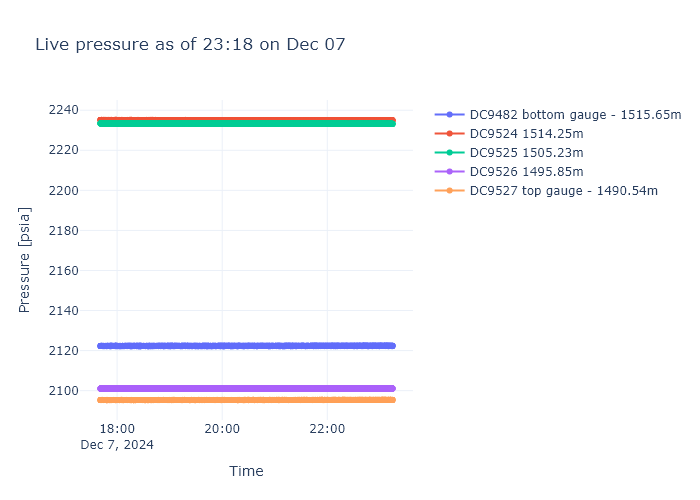 Live pressure as of 23:18 on Dec 07
2240
2220
2200
2180
2160
2140
2120
2100
Pressure [psia]
18:00
Dec 7, 2024
20:00
22:00
Time
DC9482 bottom gauge - 1515.65m
DC9524 1514.25m
DC9525 1505.23m
DC9526 1495.85m
DC9527 top gauge - 1490.54m